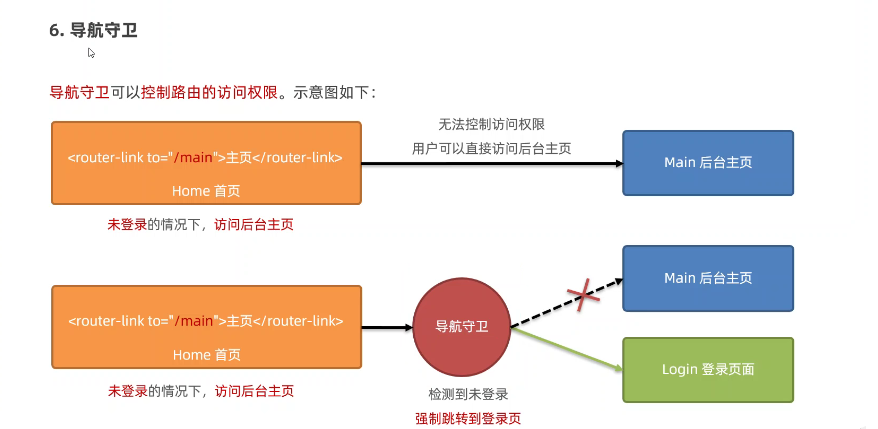 6. 导航守卫
导航守卫可以控制路由的访问权限。示意图如下：
无法控制访问权限
用户可以直接访问后台主页
<router-link to="/main">主页</router-link>
Home 首页
Main 后台主页
未登录的情况下，访问后台主页
Main 后台主页
<router-link to="/main">主页</router-link>
Home 首页
导航守卫
Login 登录页面
未登录的情况下，访问后台主页
检测到未登录
强制跳转到登录页